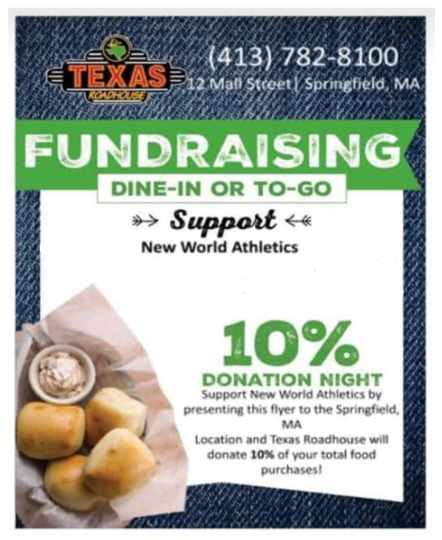 (413) 782-8100
TEXAS
ROADHOUSE
12 Mall Street| Springfield, MA
FUNDRAISING
DINE-IN OR TO-GO
Support
New World Athletics
10%
DONATION NIGHT
Support New World Athletics by
presenting this flyer to the Springfield,
MA
Location and Texas Roadhouse will
donate 10% of your total food
purchases!